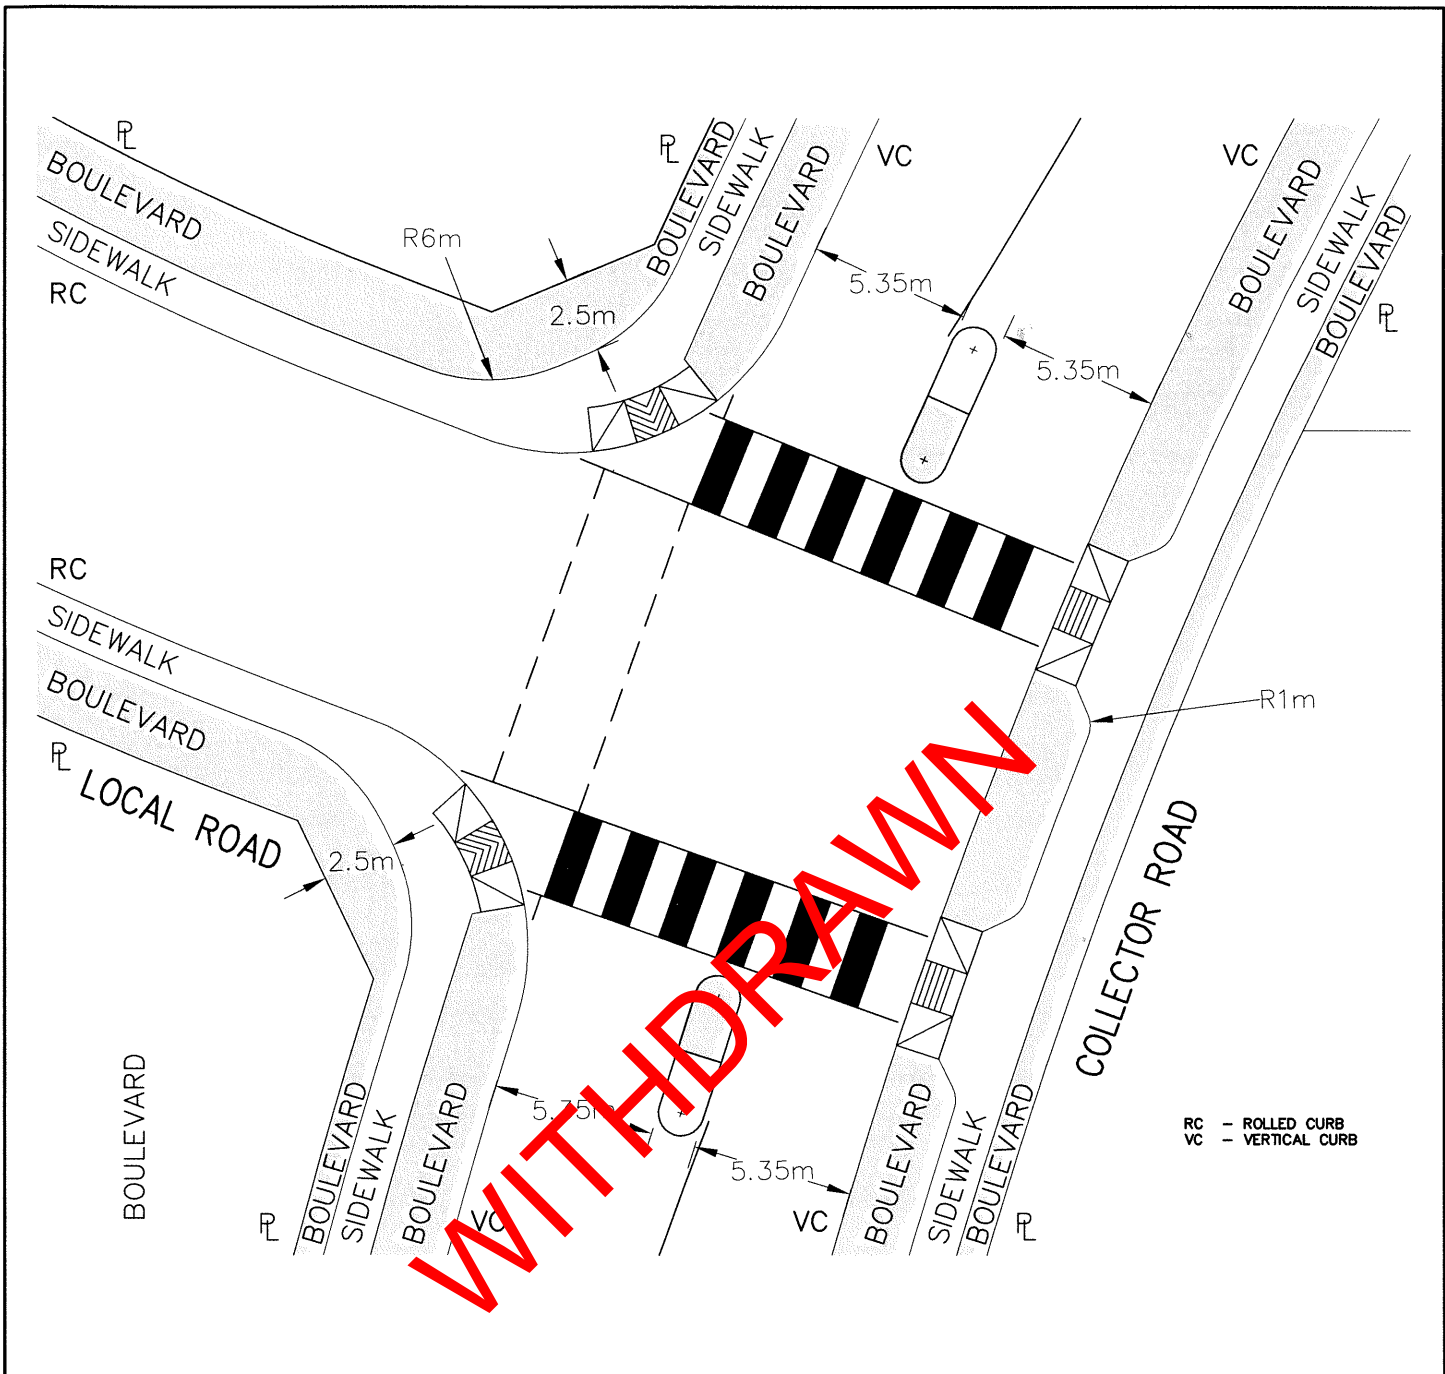 PL
PL
VC
VC
BOULEVARD
SIDEWALK
RC
R6m
2.5m
BOULEVARD
SIDEWALK
BOULEVARD
5.35m
5.35m
BOULEVARD
SIDEWALK
BOULEVARD
PL
RC
SIDEWALK
BOULEVARD
PL
LOCAL ROAD
2.5m
R1m
COLLECTOR ROAD
WITHDRAWN
BOULEVARD
PL
BOULEVARD
SIDEWALK
BOULEVARD
VC
5.35m
5.35m
VC
BOULEVARD
SIDEWALK
BOULEVARD
PL
RC - ROLLED CURB
VC - VERTICAL CURB